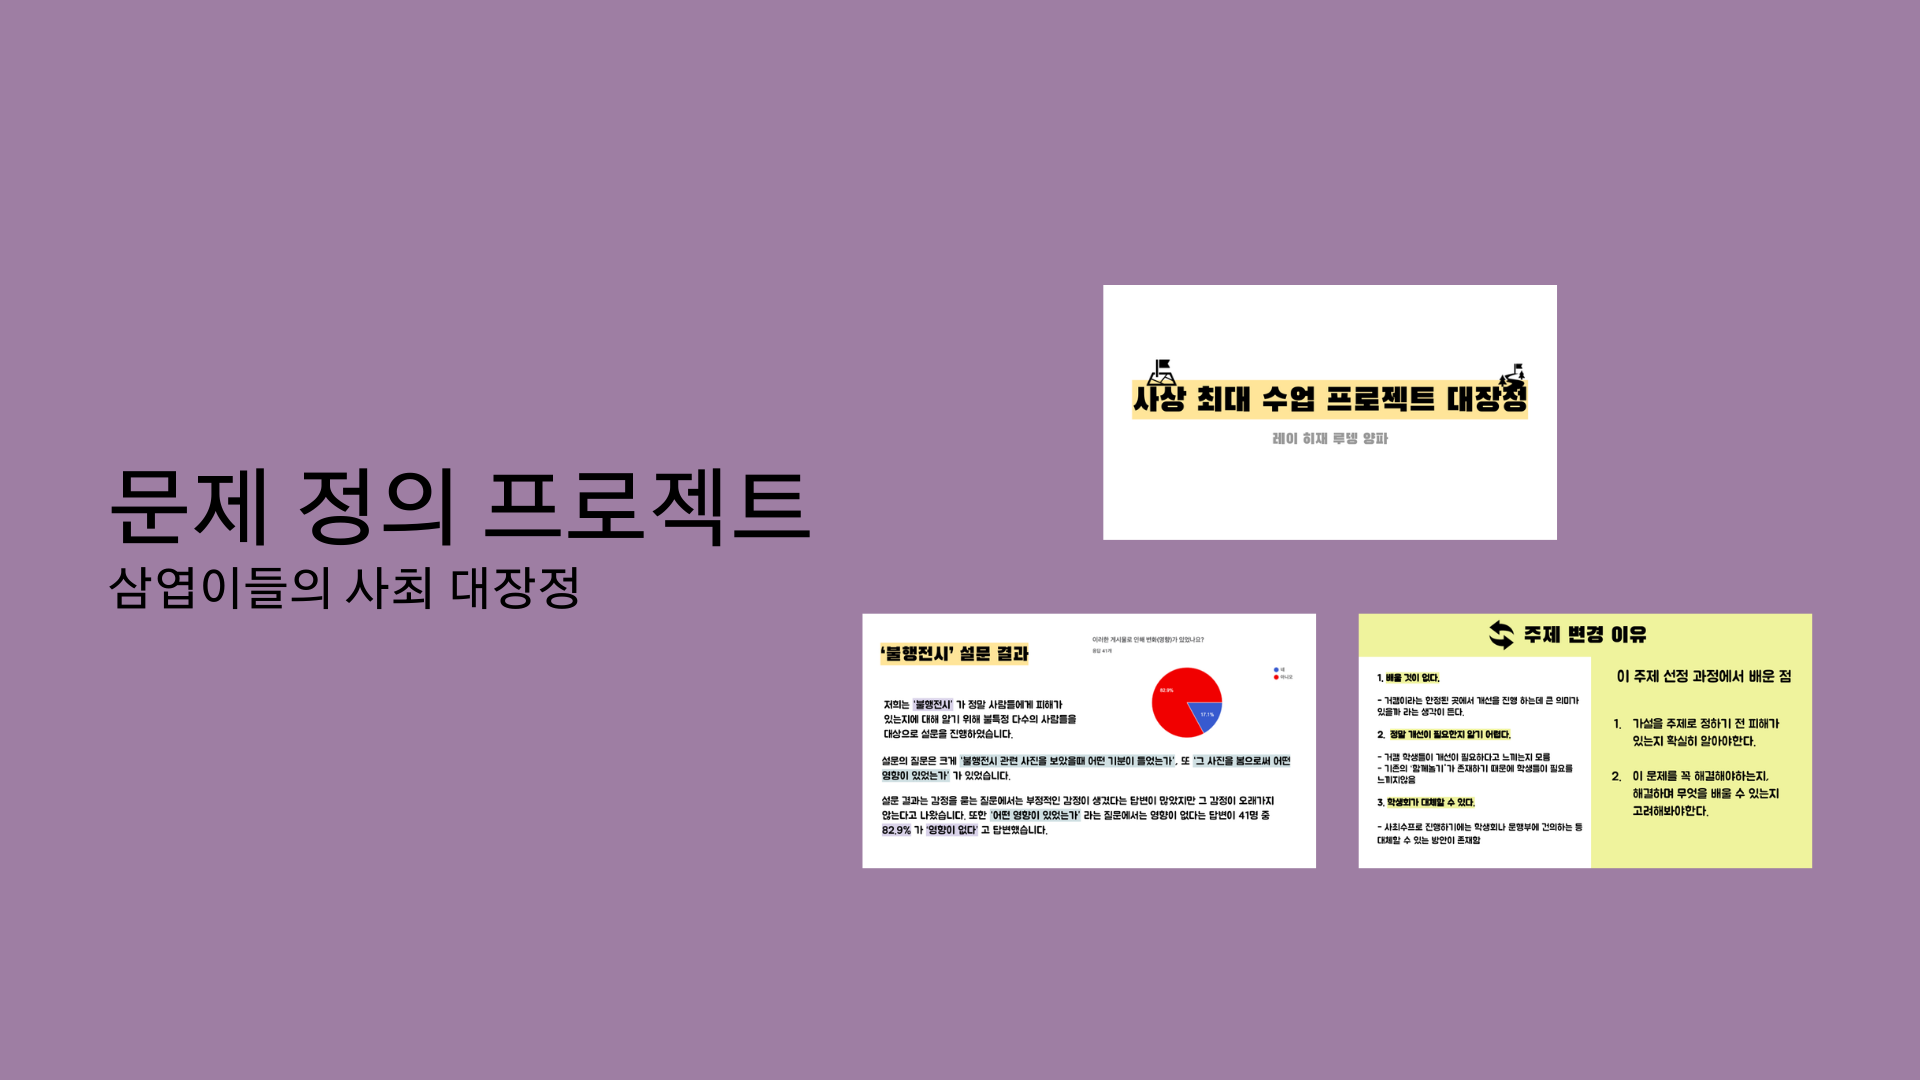 문제 정의 프로젝트
삼엽이들의 사최 대장정
사상 최대 수업 프로젝트 대장정
레이 히재 루뎅 양파
'불행전시' 설문 결과
이러한 게시물로 인해 변화(영향)가 있었나요?
응답 41개
네
아니요
82.9%
17.1%
저희는 '불행전시' 가 정말 사람들에게 피해가
있는지에 대해 알기 위해 불특정 다수의 사람들을
대상으로 설문을 진행하였습니다.
설문의 질문은 크게 '불행전시 관련 사진을 보았을때 어떤 기분이 들었는가', 또 '그 사진을 봄으로써 어떤
영향이 있었는가' 가 있었습니다.
설문 결과는 감정을 묻는 질문에서는 부정적인 감정이 생겼다는 답변이 많았지만 그 감정이 오래가지
않는다고 나왔습니다. 또한 '어떤 영향이 있었는가' 라는 질문에서는 영향이 없다는 답변이 41명 중
82.9% 가 '영향이 없다' 고 답변했습니다.
주제 변경 이유
1. 배울 것이 없다.
- 거캠이라는 한정된 곳에서 개선을 진행 하는데 큰 의미가
있을까 라는 생각이 든다.
2. 정말 개선이 필요한지 알기 어렵다.
- 거캠 학생들이 개선이 필요하다고 느끼는지 모름
- 기존의 '함께놀기'가 존재하기 때문에 학생들이 필요를
느끼지않음
3. 학생회가 대체할 수 있다.
- 사최수프로 진행하기에는 학생회나 운행부에 건의하는 등
대체할 수 있는 방안이 존재함
이 주제 선정 과정에서 배운 점
1. 가설을 주제로 정하기 전 피해가
있는지 확실히 알아야한다.
2. 이 문제를 꼭 해결해야하는지,
해결하며 무엇을 배울 수 있는지
고려해봐야한다.